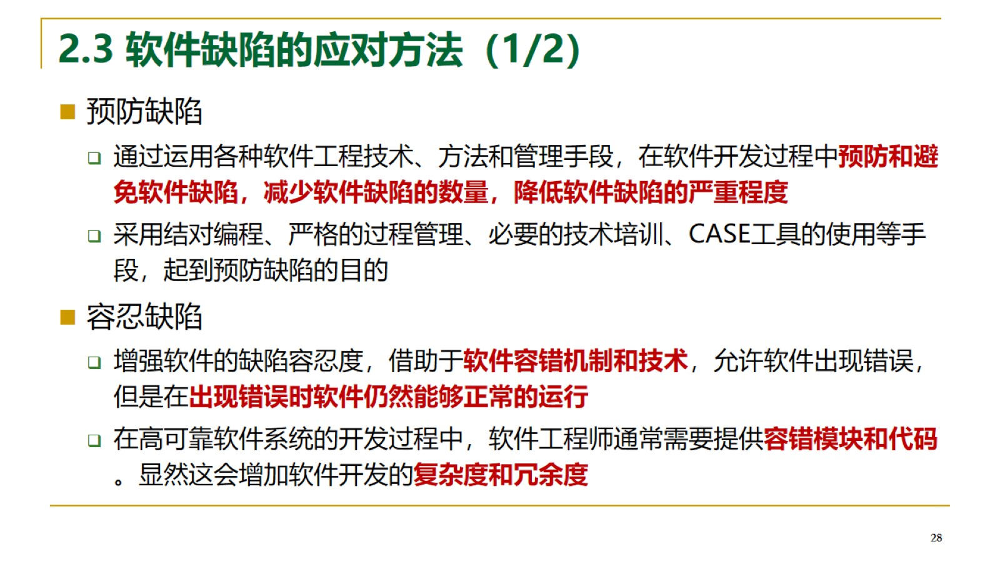 2.3 软件缺陷的应对方法（1/2）
预防缺陷
通过运用各种软件工程技术、方法和管理手段，在软件开发过程中预防和避
免软件缺陷，减少软件缺陷的数量，降低软件缺陷的严重程度
采用结对编程、严格的过程管理、必要的技术培训、CASE工具的使用等手
段，起到预防缺陷的目的
容忍缺陷
增强软件的缺陷容忍度，借助于软件容错机制和技术，允许软件出现错误，
但是在出现错误时软件仍然能够正常的运行
在高可靠软件系统的开发过程中，软件工程师通常需要提供容错模块和代码
。显然这会增加软件开发的复杂度和冗余度
28